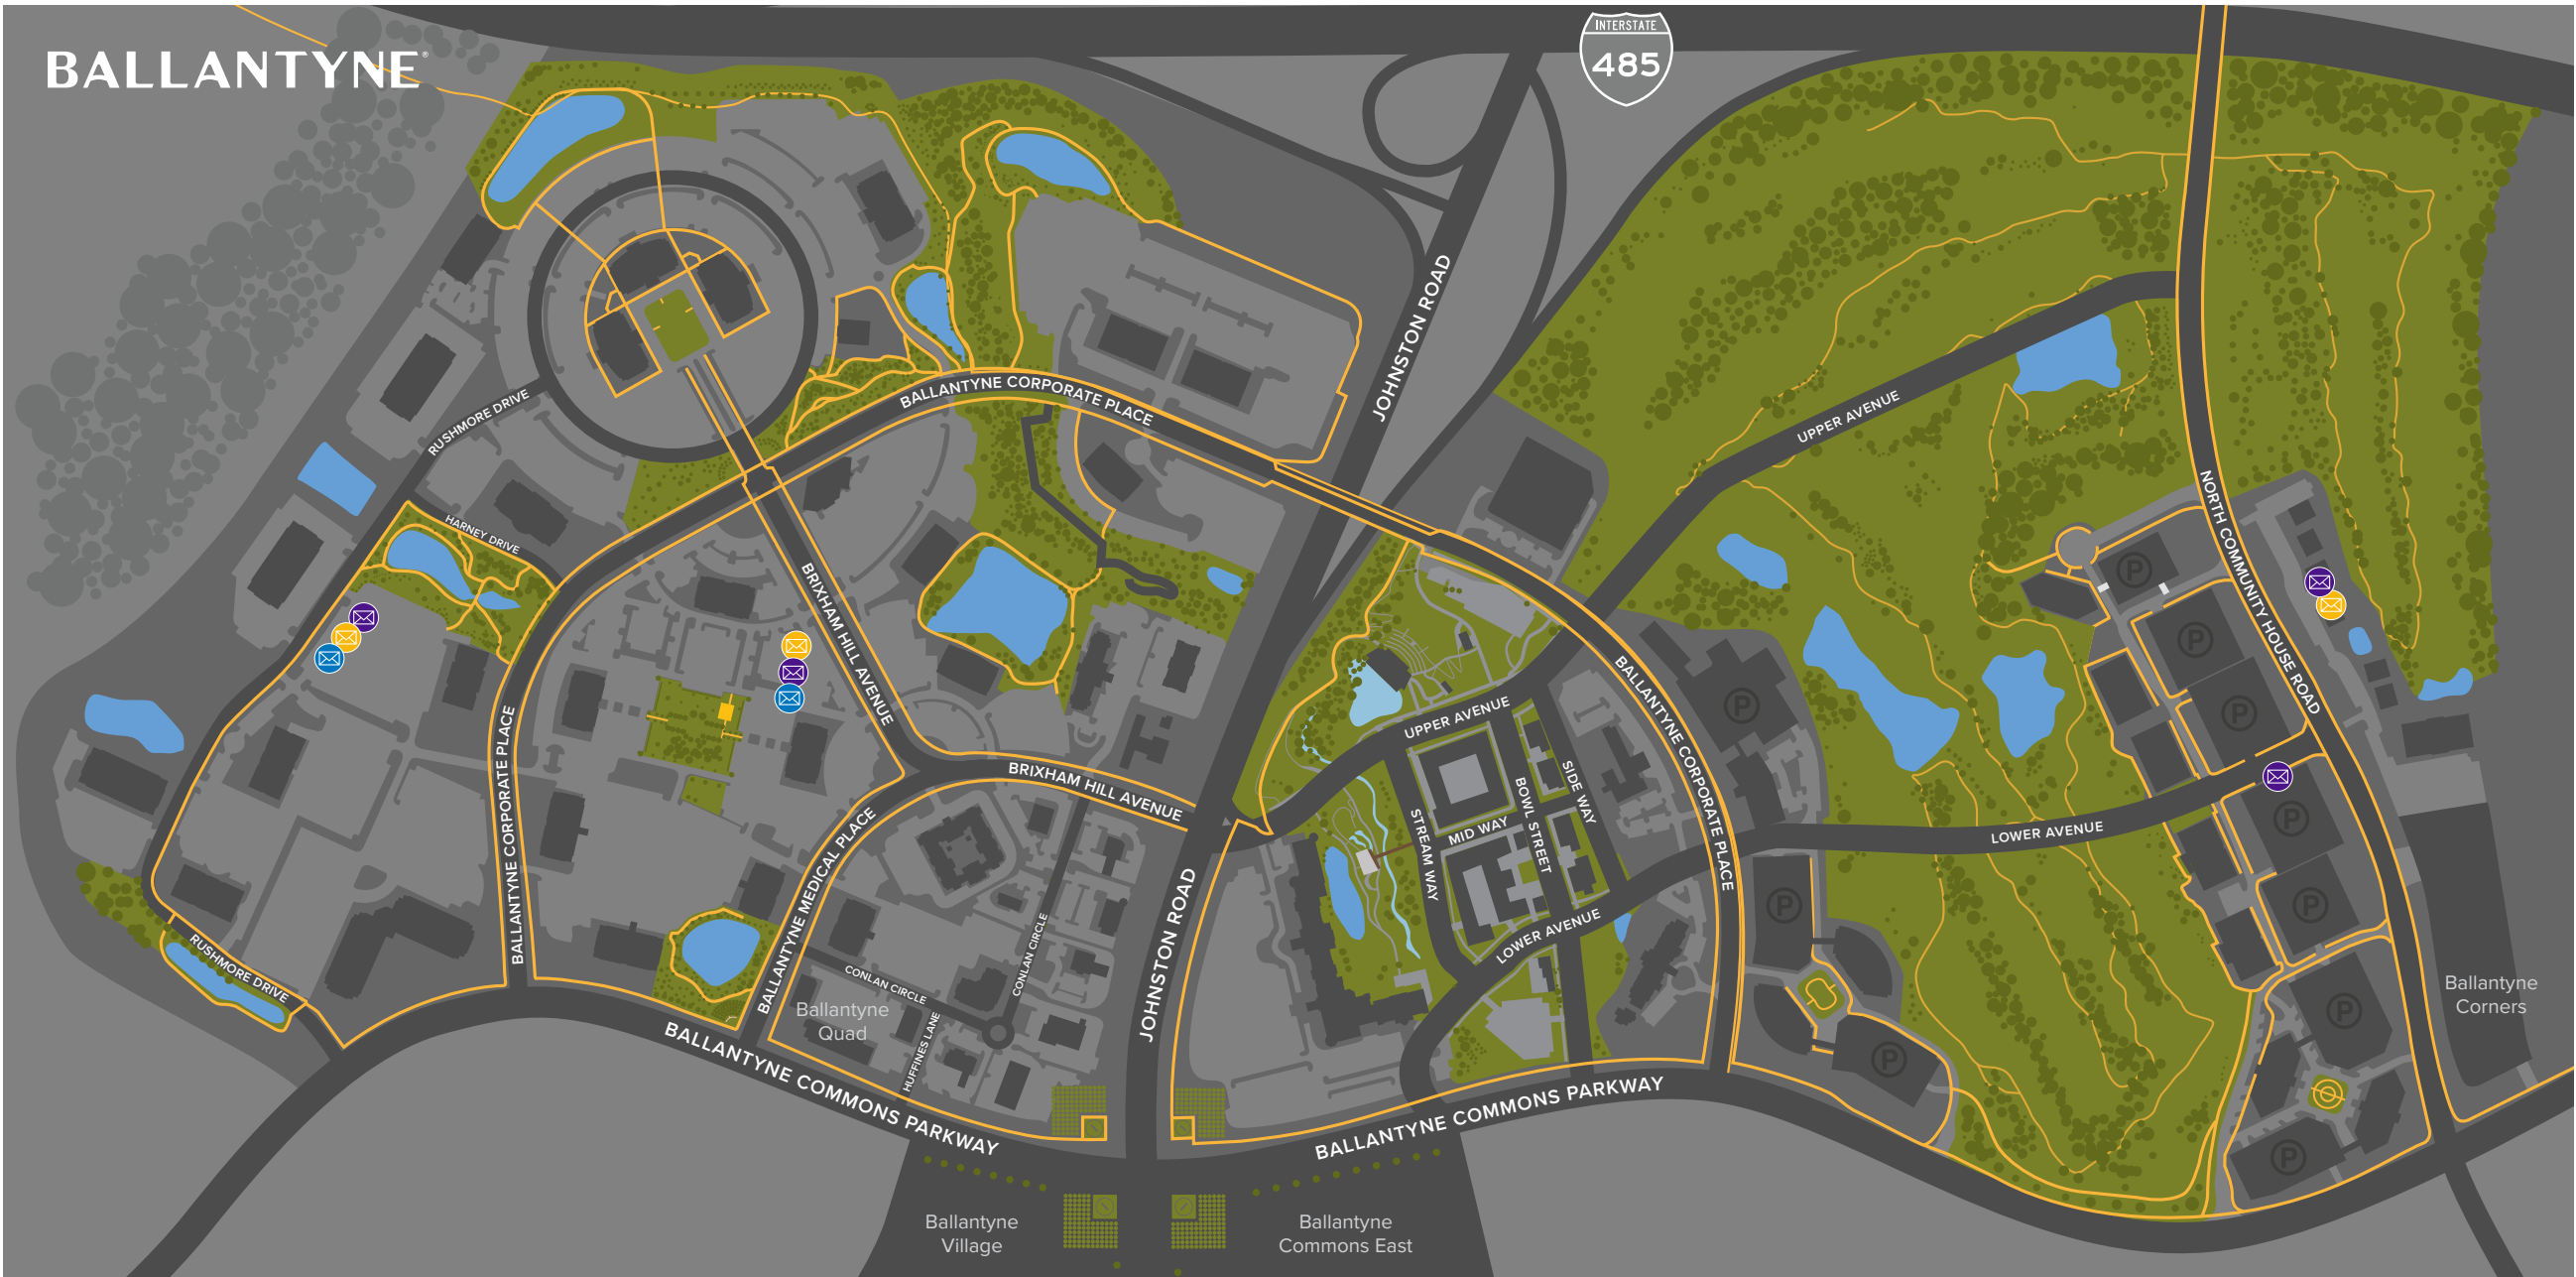 BALLANTYNE®
INTERSTATE
485
JOHNSTON ROAD
BALLANTYNE CORPORATE PLACE
RUSHMORE DRIVE
UPPER AVENUE
HARNEY DRIVE
NORTH COMMUNITY HOUSE ROAD
BRIXHAM HILL AVENUE
P
P
BALLANTYNE CORPORATE PLACE
UPPER AVENUE
P
P
BALLANTYNE CORPORATE PLACE
BRIXHAM HILL AVENUE
SIDE WAY
BOWL STREET
MID WAY
STREAM WAY
LOWER AVENUE
P
BALLANTYNE MEDICAL PLACE
JOHNSTON ROAD
LOWER AVENUE
P
P
RUSHMORE DRIVE
CONLAN CIRCLE
CONLAN CIRCLE
Ballantyne
Quad
HUFFINES LANE
Ballantyne
Corners
P
P
BALLANTYNE COMMONS PARKWAY
BALLANTYNE COMMONS PARKWAY
P
Ballantyne
Village
Ballantyne
Commons East